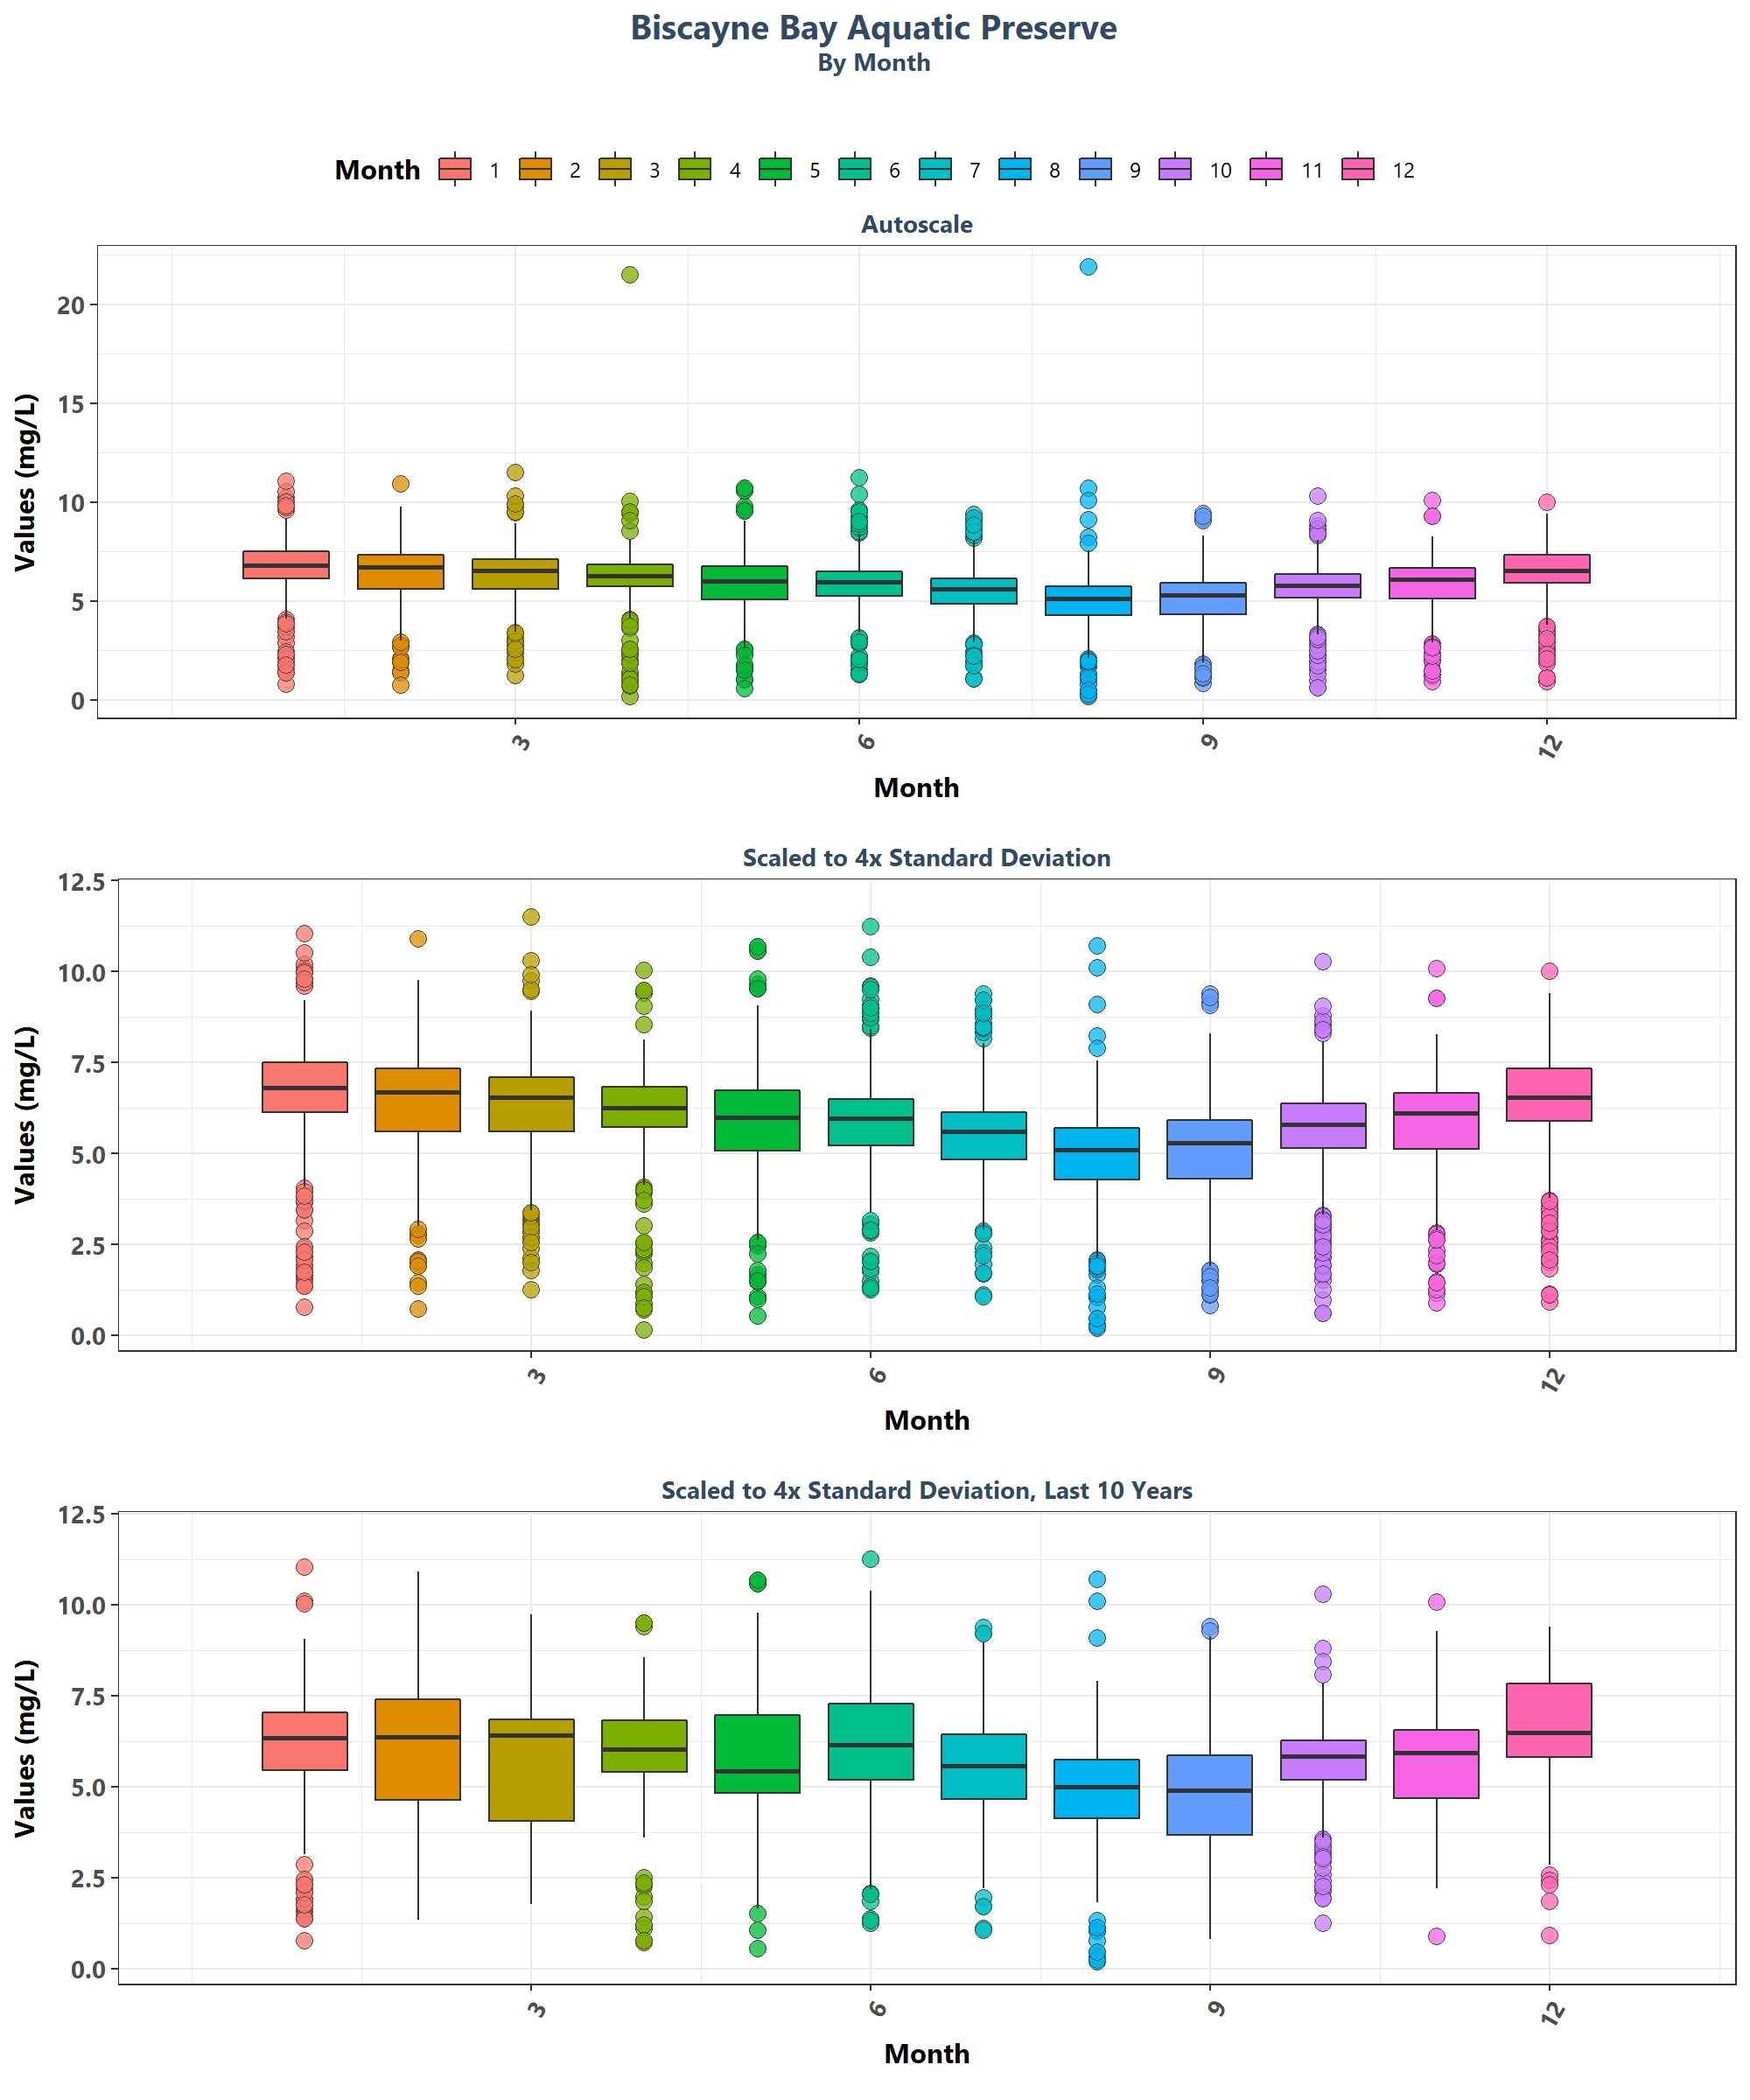 Biscayne Bay Aquatic Preserve
By Month
Month 1 2 3 4 5 6 7 8 9 10 11 12
Autoscale
Values (mg/L)
20
15
10
5
0
3 6 9 12
Month
Scaled to 4x Standard Deviation
Values (mg/L)
12.5
10.0
7.5
5.0
2.5
0.0
3 6 9 12
Month
Scaled to 4x Standard Deviation, Last 10 Years
Values (mg/L)
12.5
10.0
7.5
5.0
2.5
0.0
3 6 9 12
Month